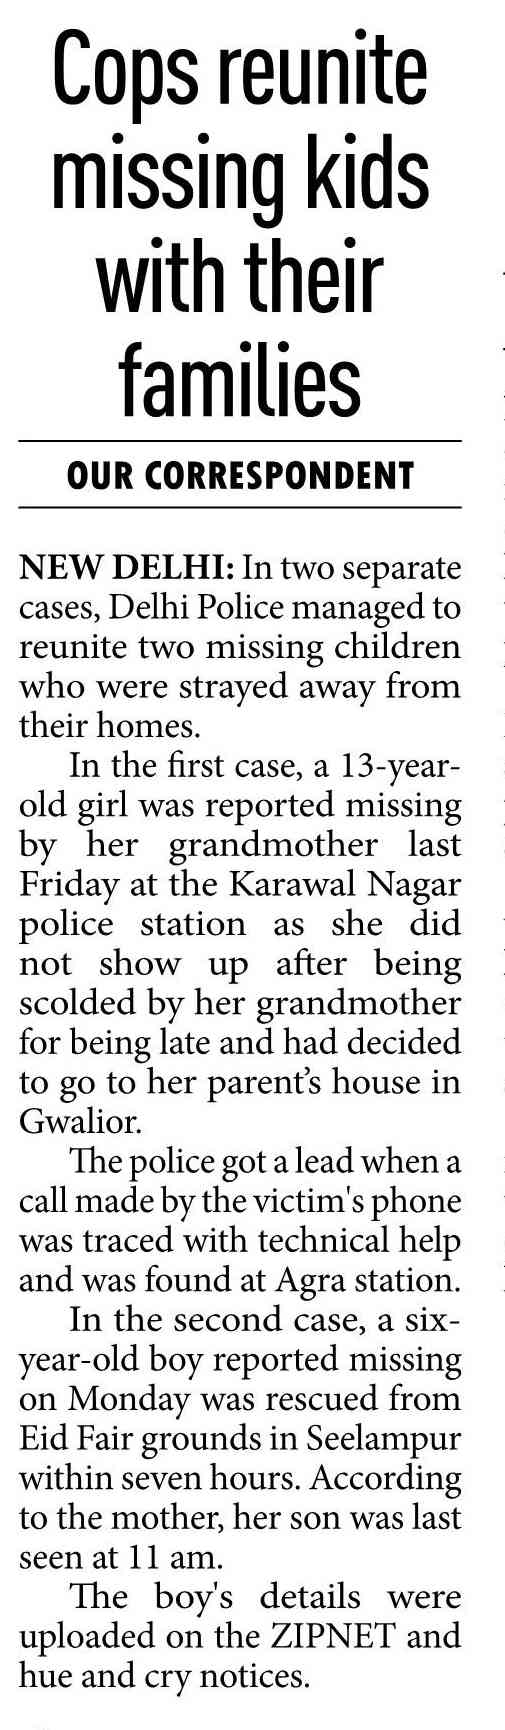 Cops reunite
missing kids
with their
families
OUR CORRESPONDENT
NEW DELHI: In two separate
cases, Delhi Police managed to
reunite two missing children
who were strayed away from
their homes.
In the first case, a 13-year-
old girl was reported missing
by her grandmother last
Friday at the Karawal Nagar
police station as she did
not show up after being
scolded by her grandmother
for being late and had decided
to go to her parent’s house in
Gwalior.
The police got a lead when a
call made by the victim's phone
was traced with technical help
and was found at Agra station.
In the second case, a six-
year-old boy reported missing
on Monday was rescued from
Eid Fair grounds in Seelampur
within seven hours. According
to the mother, her son was last
seen at 11 am.
The boy's details were
uploaded on the ZIPNET and
hue and cry notices.